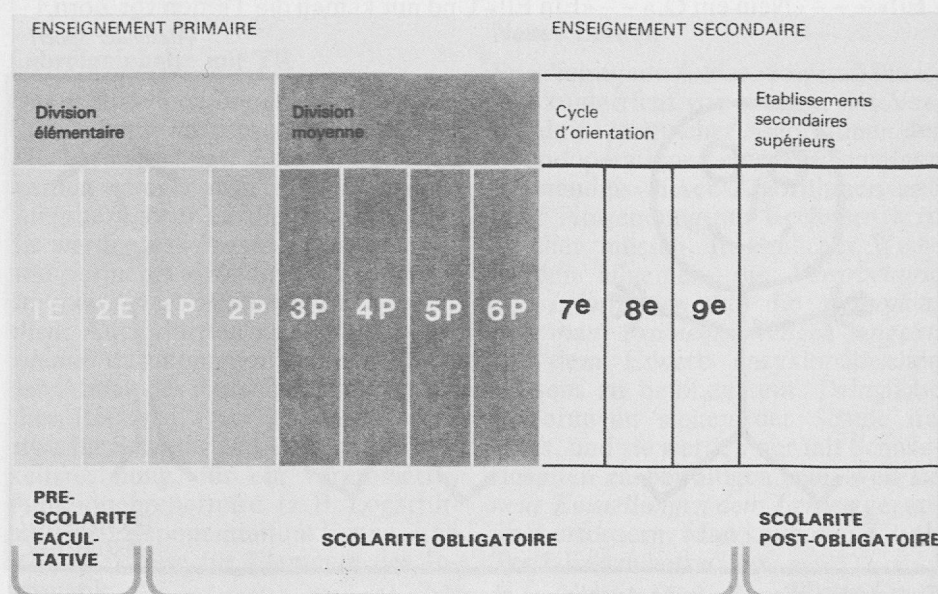 ENSEIGNEMENT PRIMAIRE
ENSEIGNEMENT SECONDAIRE
Division
élémentaire
Division
moyenne
Cycle
d'orientation
Etablissements
secondaires
supérieurs
1E 2E 1P 2P 3P 4P 5P 6P 7e 8e 9e
PRE-
SCOLARITE
FACUL-
TATIVE
SCOLARITE OBLIGATOIRE
SCOLARITE
POST-OBLIGATOIRE